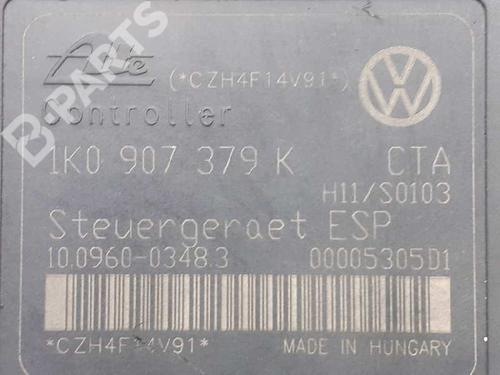 Ate (*CZH4F14V91*)
Controller
1K0 907 379 K CTA
H11/S0103
Steuergeraet ESP
10.0960-0348.3 00005305D1
*CZH4F14V91* MADE IN HUNGARY
B-PARTS